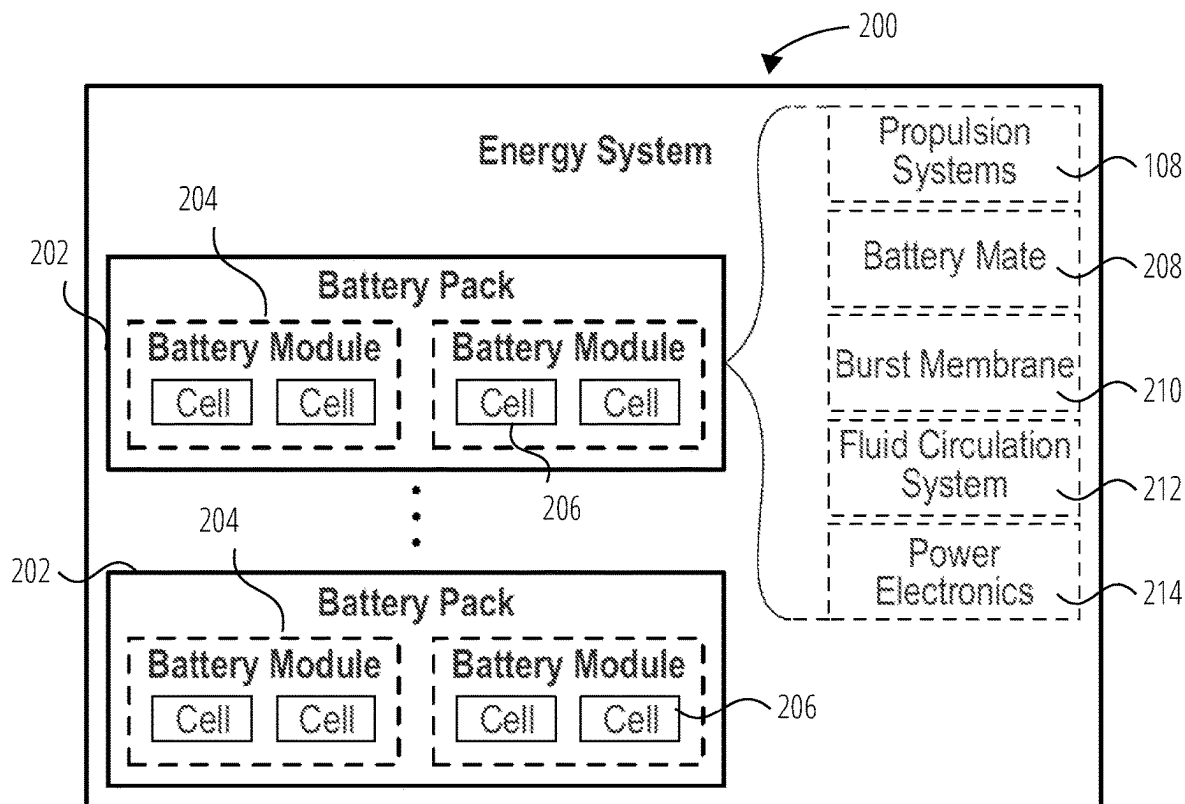 200
Energy System
Propulsion
Systems
108
204
202
Battery Mate
208
Battery Pack
Battery Module
Battery Module
Cell
Cell
Cell
Cell
Burst Membrane
210
206
Fluid Circulation
System
212
204
202
Power
Electronics
214
Battery Pack
Battery Module
Battery Module
Cell
Cell
Cell
Cell
206